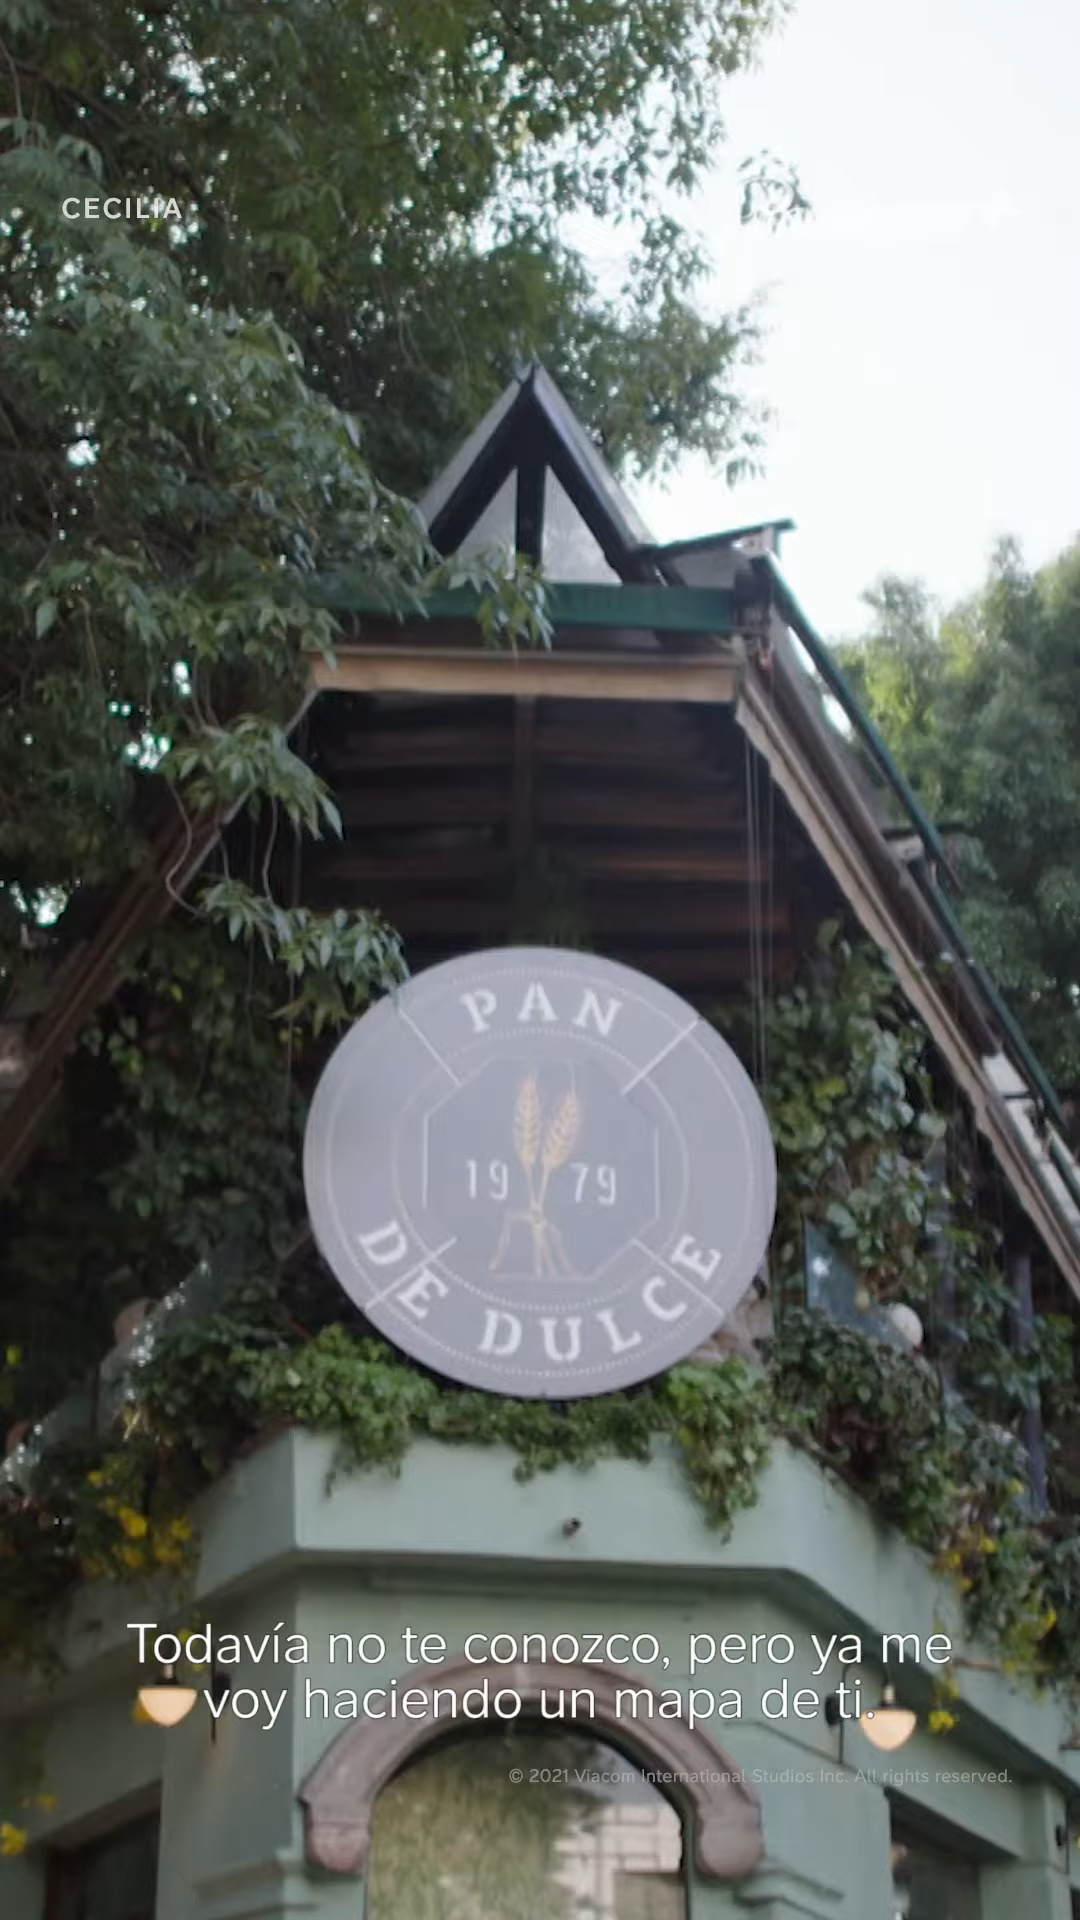 CECILIA
PAN
19 79
DE DULCE
Todavía no te conozco, pero ya me
voy haciendo un mapa de ti.
© 2021 Viacom International Studios Inc. All rights reserved.